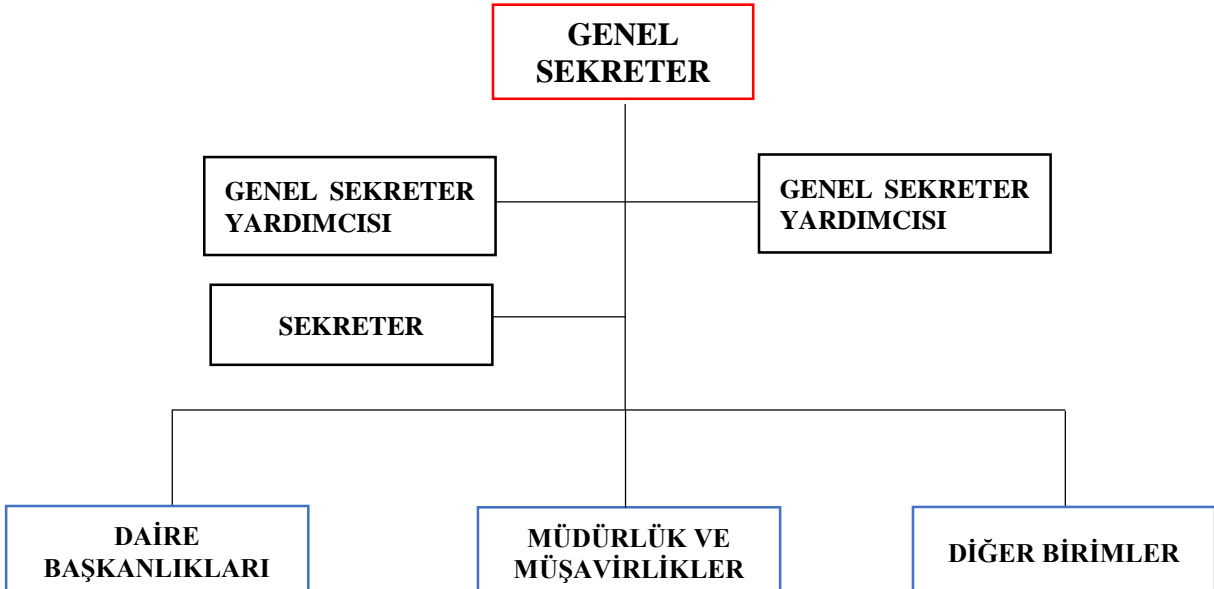 GENEL
SEKRETER
GENEL SEKRETER
YARDIMCISI
GENEL SEKRETER
YARDIMCISI
SEKRETER
DAİRE
BAŞKANLIKLARI
MÜDÜRLÜK VE
MÜŞAVİRLİKLER
DİĞER BİRİMLER